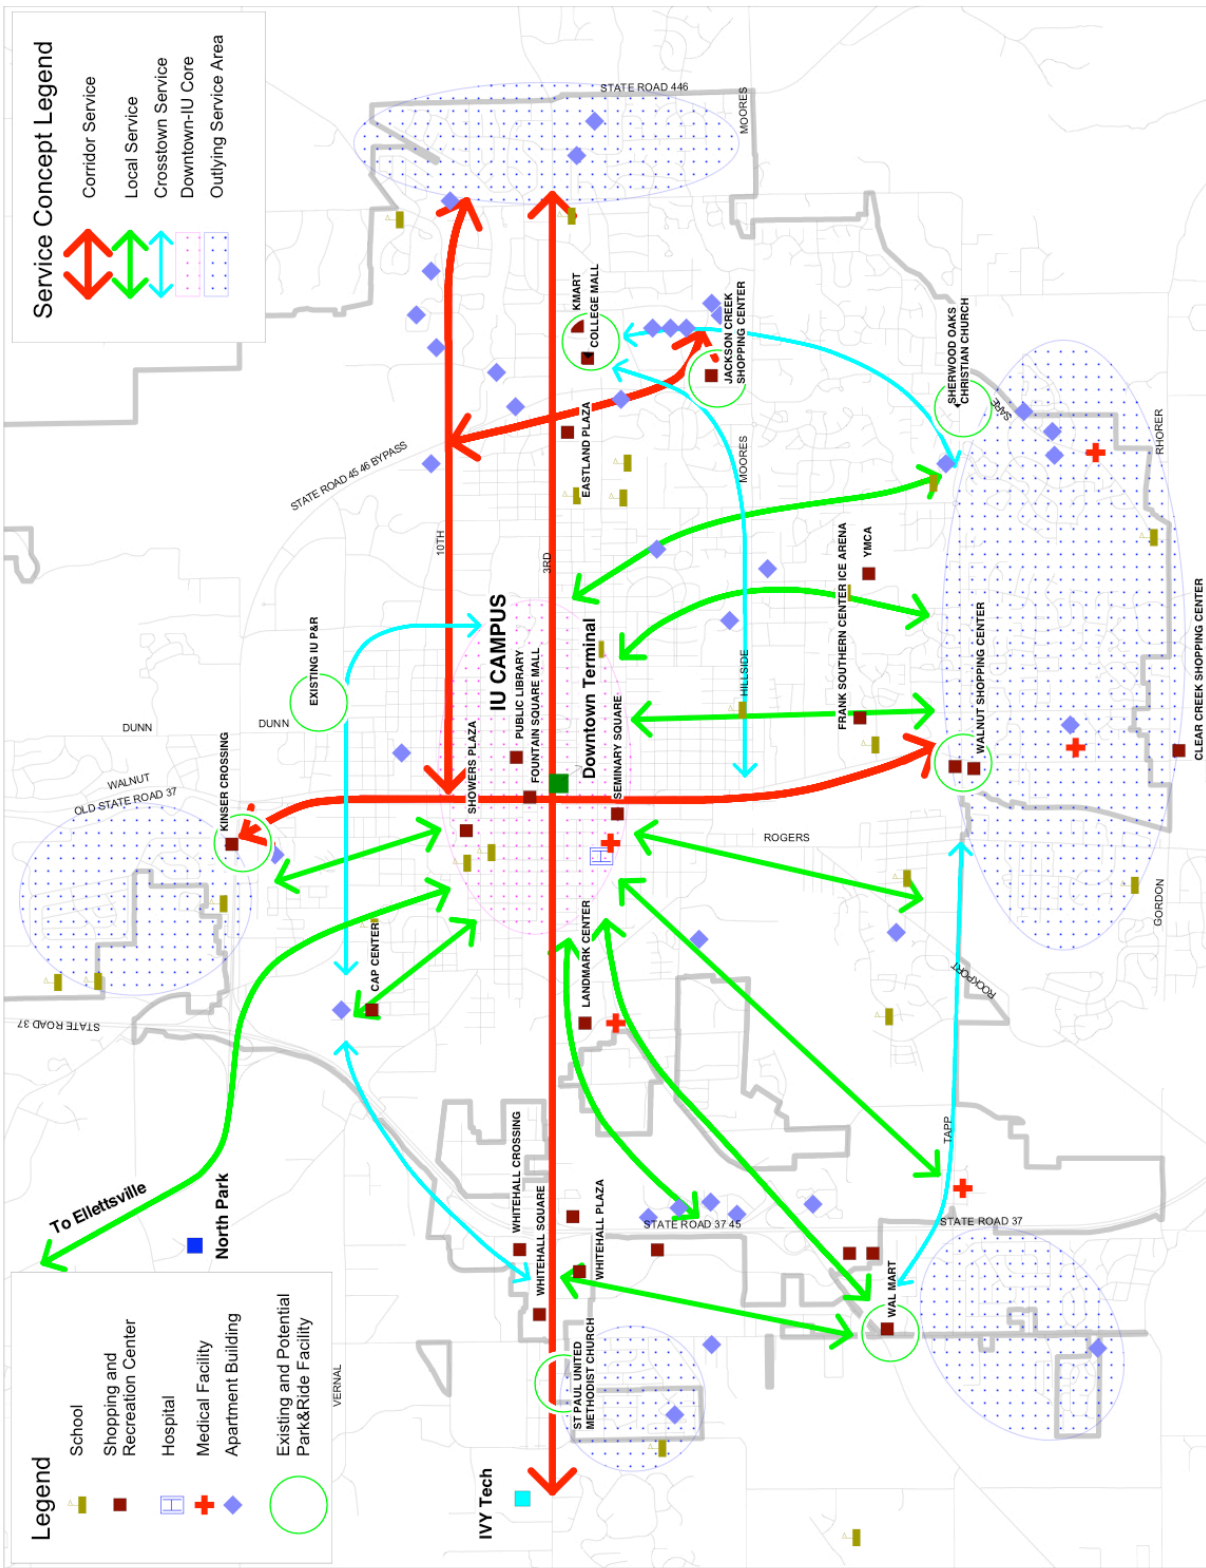 Service Concept Legend
Corridor Service
Local Service
Crosstown Service
Downtown-IU Core
Outlying Service Area
Legend
School
Shopping and
Recreation Center
Hospital
Medical Facility
Apartment Building
Existing and Potential
Park&Ride Facility
To Ellettsville
North Park
IVY Tech
VERNAL
STATE ROAD 37
OLD STATE ROAD 37
WALNUT
DUNN
DUNN
KINSER CROSSING
EXISTING IU P&R
STATE ROAD 45 46 BYPASS
10TH
3RD
CAP CENTER
SHOWERS PLAZA
IU CAMPUS
PUBLIC LIBRARY
FOUNTAIN SQUARE MALL
Downtown Terminal
SEMINARY SQUARE
LANDMARK CENTER
WHITEHALL CROSSING
WHITEHALL SQUARE
WHITEHALL PLAZA
ST PAUL UNITED
METHODIST CHURCH
STATE ROAD 37 45
WAL MART
STATE ROAD 37
TAPP
ROCKPORT
ROGERS
GORDON
HILLSIDE
MOORES
MOORES
STATE ROAD 446
KMART
COLLEGE MALL
EASTLAND PLAZA
JACKSON CREEK
SHOPPING CENTER
SHERWOOD OAKS
CHRISTIAN CHURCH
SARE
RHORER
FRANK SOUTHERN CENTER ICE ARENA
YMCA
WALNUT SHOPPING CENTER
CLEAR CREEK SHOPPING CENTER
H
H